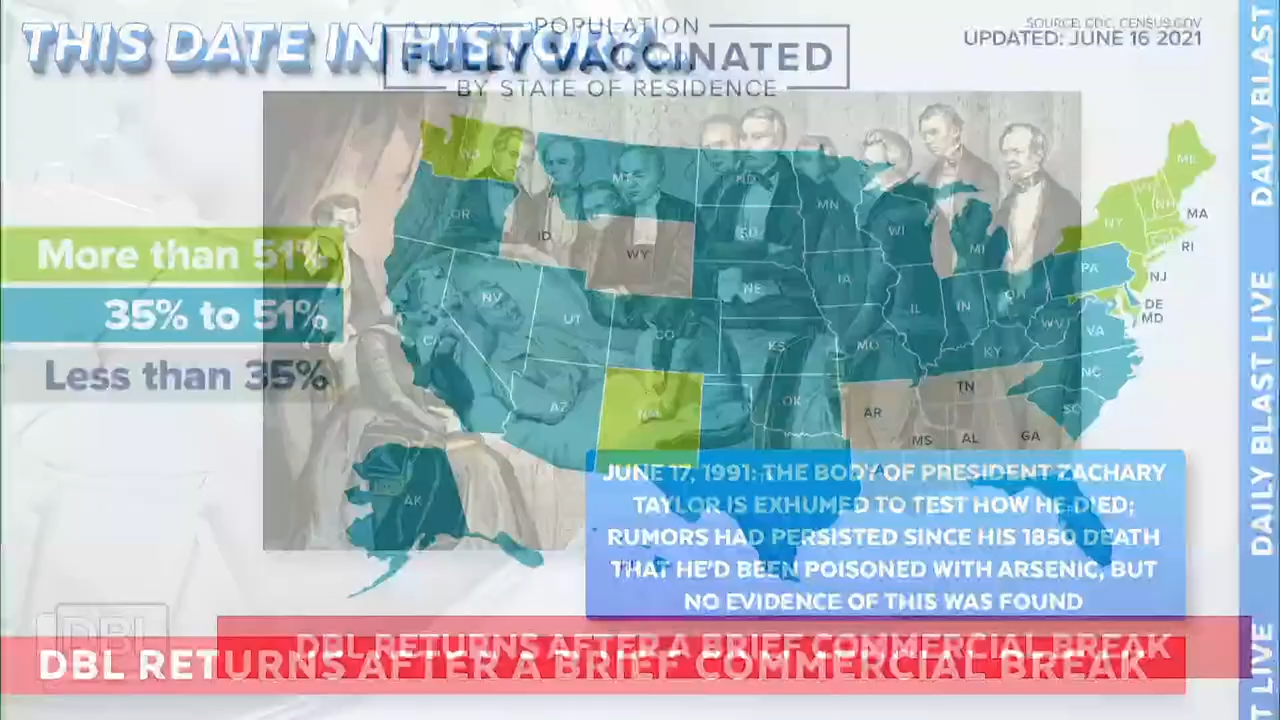 THIS DATE IN HISTORY
POPULATION
FULLY VACCINATED
BY STATE OF RESIDENCE
SOURCE: CDC, CENSUS.GOV
UPDATED: JUNE 16 2021
More than 51%
35% to 51%
Less than 35%
ME
MT
ND
MN
OR
ID
WY
SD
WI
MI
NY
VT
NH
MA
RI
PA
NJ
NV
UT
CO
NE
IA
IL
IN
OH
DE
MD
WV
VA
CA
KS
MO
KY
NC
AZ
NM
OK
AR
TN
SC
MS
AL
GA
AK
JUNE 17, 1991: THE BODY OF PRESIDENT ZACHARY
TAYLOR IS EXHUMED TO TEST HOW HE DIED;
RUMORS HAD PERSISTED SINCE HIS 1850 DEATH
THAT HE'D BEEN POISONED WITH ARSENIC, BUT
NO EVIDENCE OF THIS WAS FOUND
DBL
DBL RETURNS AFTER A BRIEF COMMERCIAL BREAK
DBL RETURNS AFTER A BRIEF COMMERCIAL BREAK
DAILY BLAST
DAILY BLAST LIVE
T LIVE